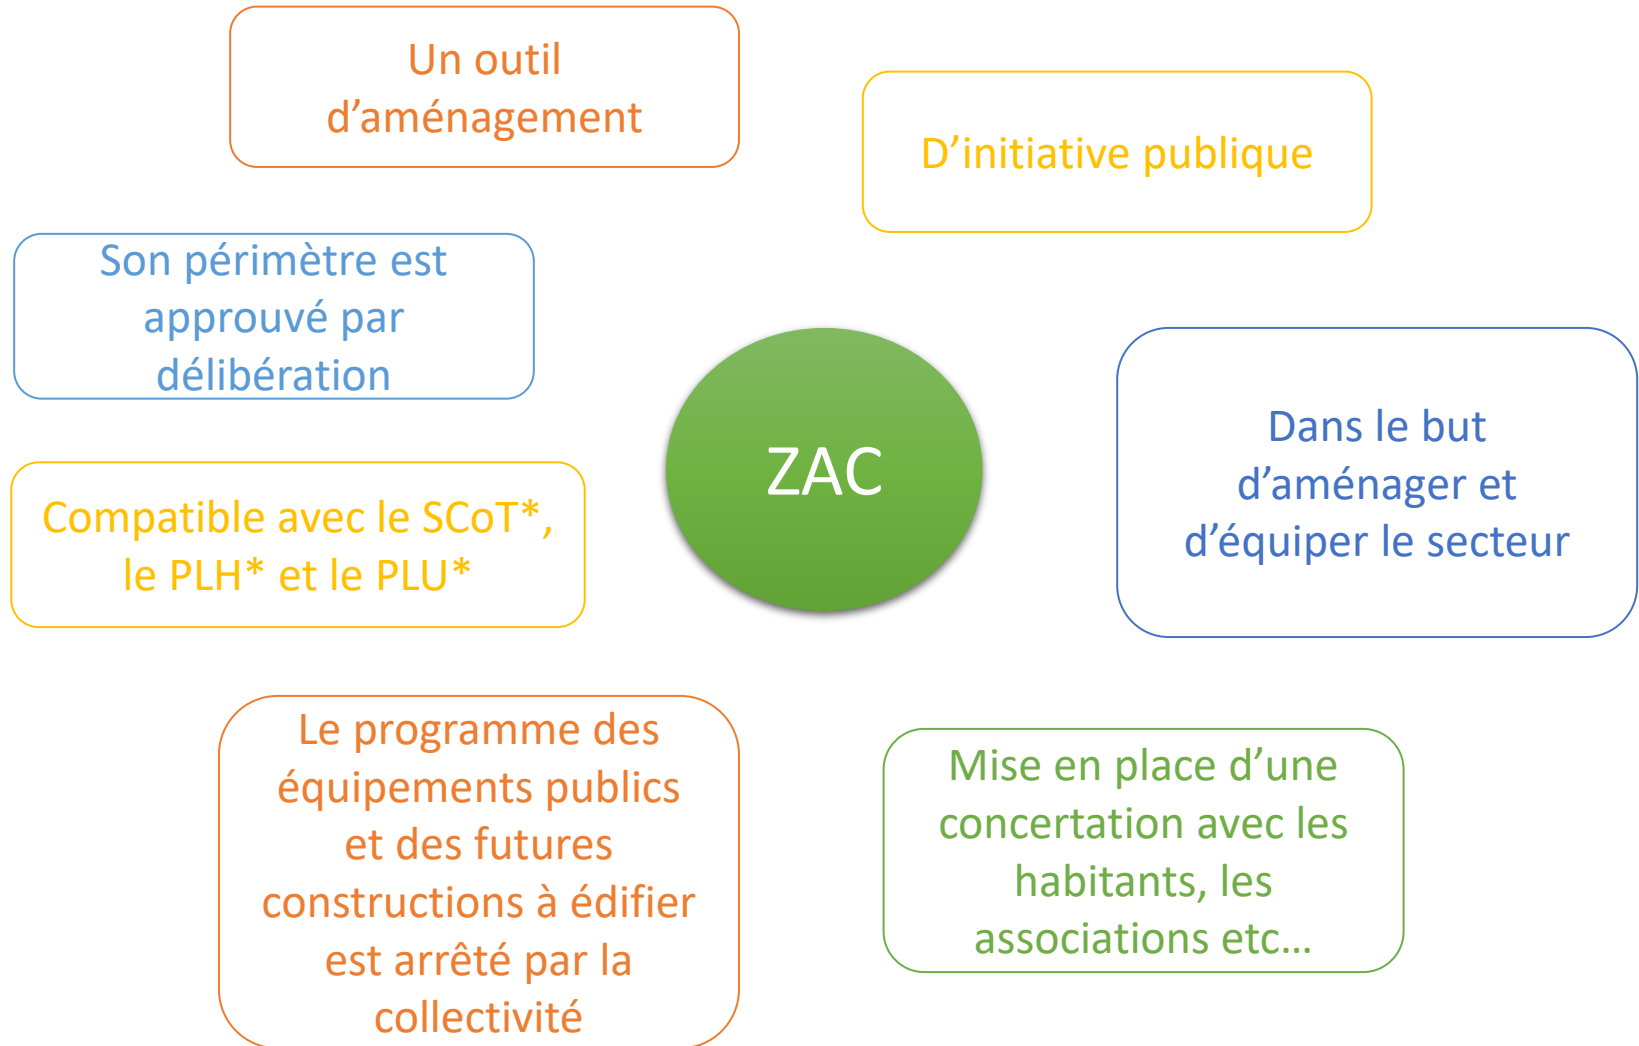 Un outil
d’aménagement
D’initiative publique
Son périmètre est
approuvé par
délibération
ZAC
Dans le but
d’aménager et
d’équiper le secteur
Compatible avec le SCoT*,
le PLH* et le PLU*
Le programme des
équipements publics
et des futures
constructions à édifier
est arrêté par la
collectivité
Mise en place d’une
concertation avec les
habitants, les
associations etc…